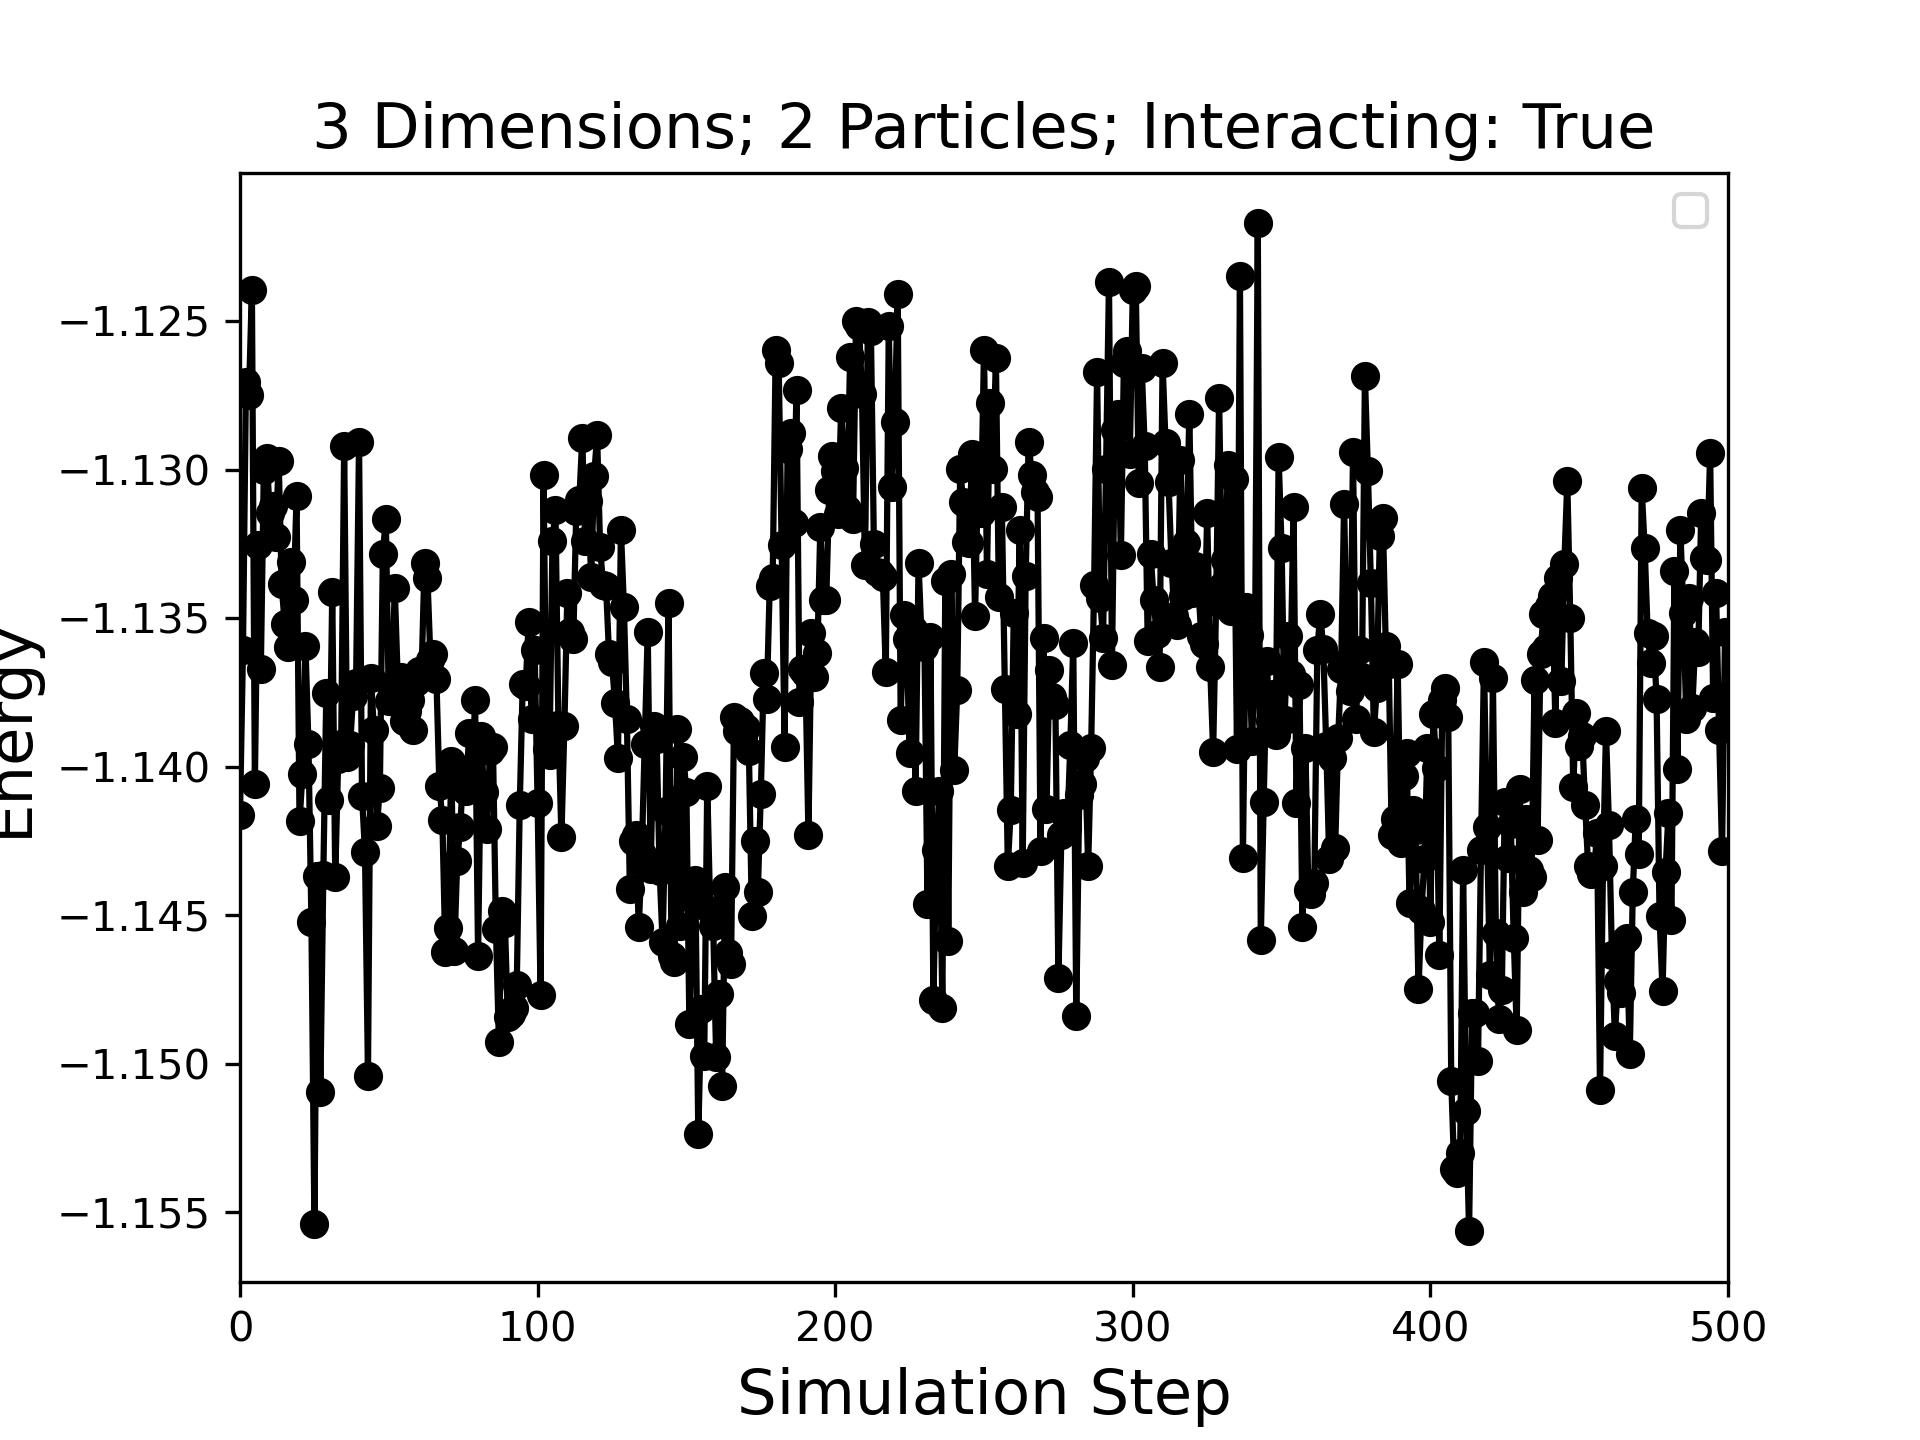 3 Dimensions; 2 Particles; Interacting: True
Energy
−1.125
−1.130
−1.135
−1.140
−1.145
−1.150
−1.155
0 100 200 300 400 500
Simulation Step